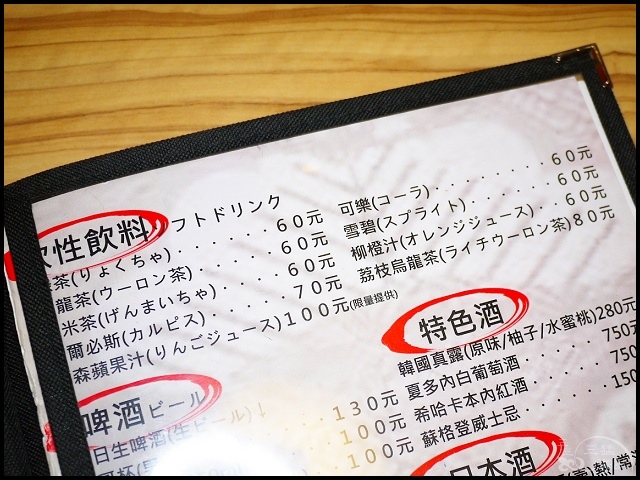 性飲料 ソフトドリンク
茶(りょくちゃ)・・・・・・・60元
龍茶(ウーロン茶)・・・・・60元
米茶(げんまいちゃ)・・・・60元
爾必斯(カルピス)・・・・・70元
森蘋果汁(りんごジュース)100元(限量提供)
可樂(コーラ)・・・・・・・・60元
雪碧(スプライト)・・・・・・60元
柳橙汁(オレンジジュース)・・60元
荔枝烏龍茶(ライチウーロン茶)80元
特色酒
韓國真露(原味/柚子/水蜜桃)280元
夏多內白葡萄酒・・・・・・750
希哈卡本內紅酒・・・・・・750
蘇格登威士忌・・・・・・・150
啤酒 ビール
日生啤酒(生ビール)・・・130元
100元
100元
日本酒
熱/常